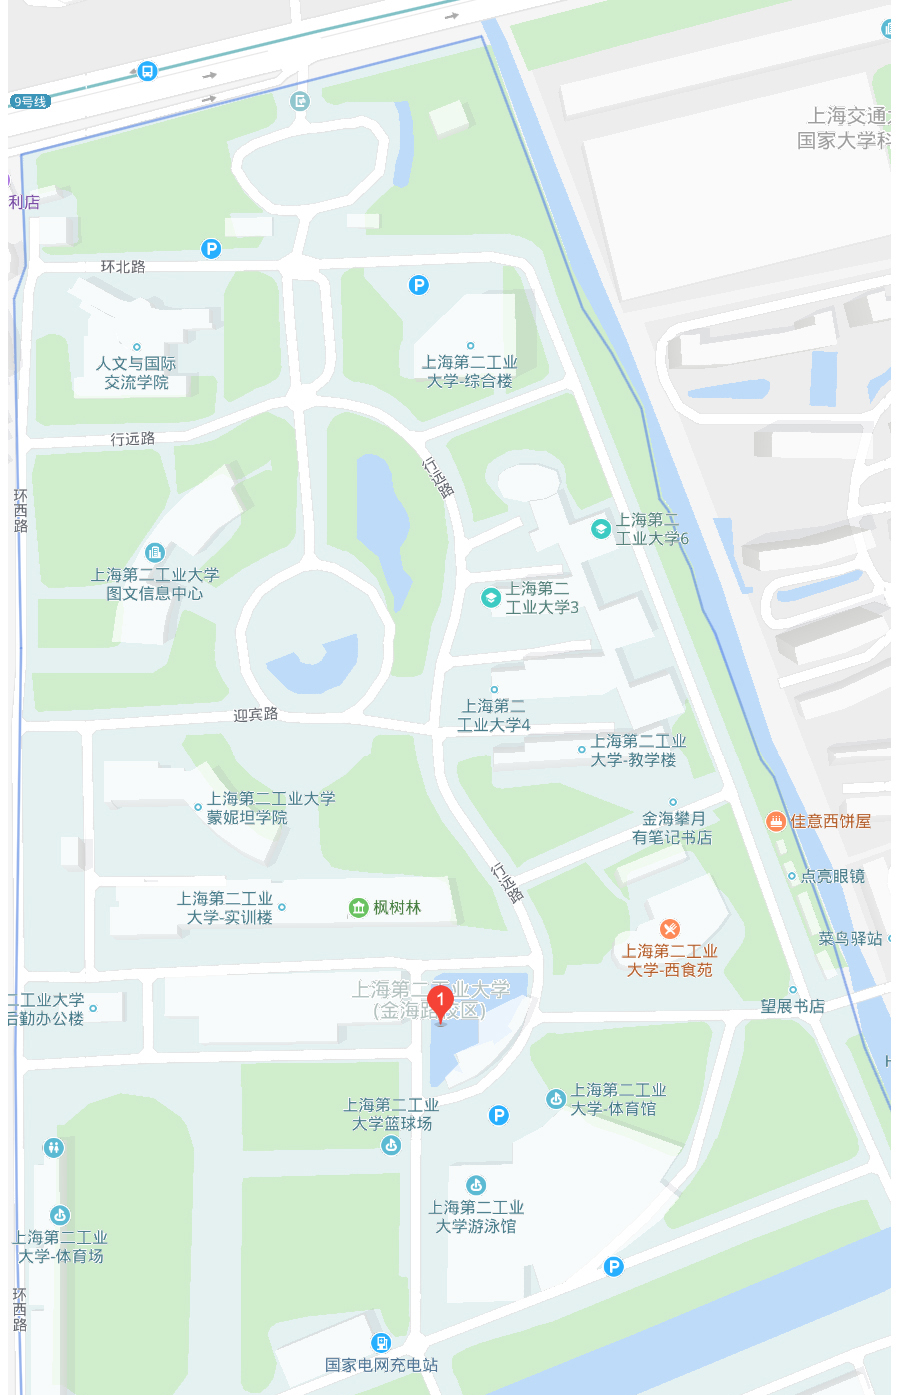 9号线
上海交通
国家大学科
利店
P
环北路
P
人文与国际
交流学院
上海第二工业
大学-综合楼
行远路
行远路
环西路
上海第二
工业大学6
上海第二工业大学
图文信息中心
上海第二
工业大学3
上海第二
工业大学4
迎宾路
上海第二工业
大学-教学楼
上海第二工业大学
蒙妮坦学院
金海攀月
有笔记书店
佳意西饼屋
行远路
点亮眼镜
上海第二工业
大学-实训楼
枫树林
菜鸟驿站
上海第二工业
大学-西食苑
上海第二工业大学
(金海路校区)
1
二工业大学
后勤办公楼
望展书店
H
上海第二工业
大学-体育馆
上海第二工业
大学篮球场
P
上海第二工业
大学游泳馆
上海第二工业
大学-体育场
P
环西路
国家电网充电站